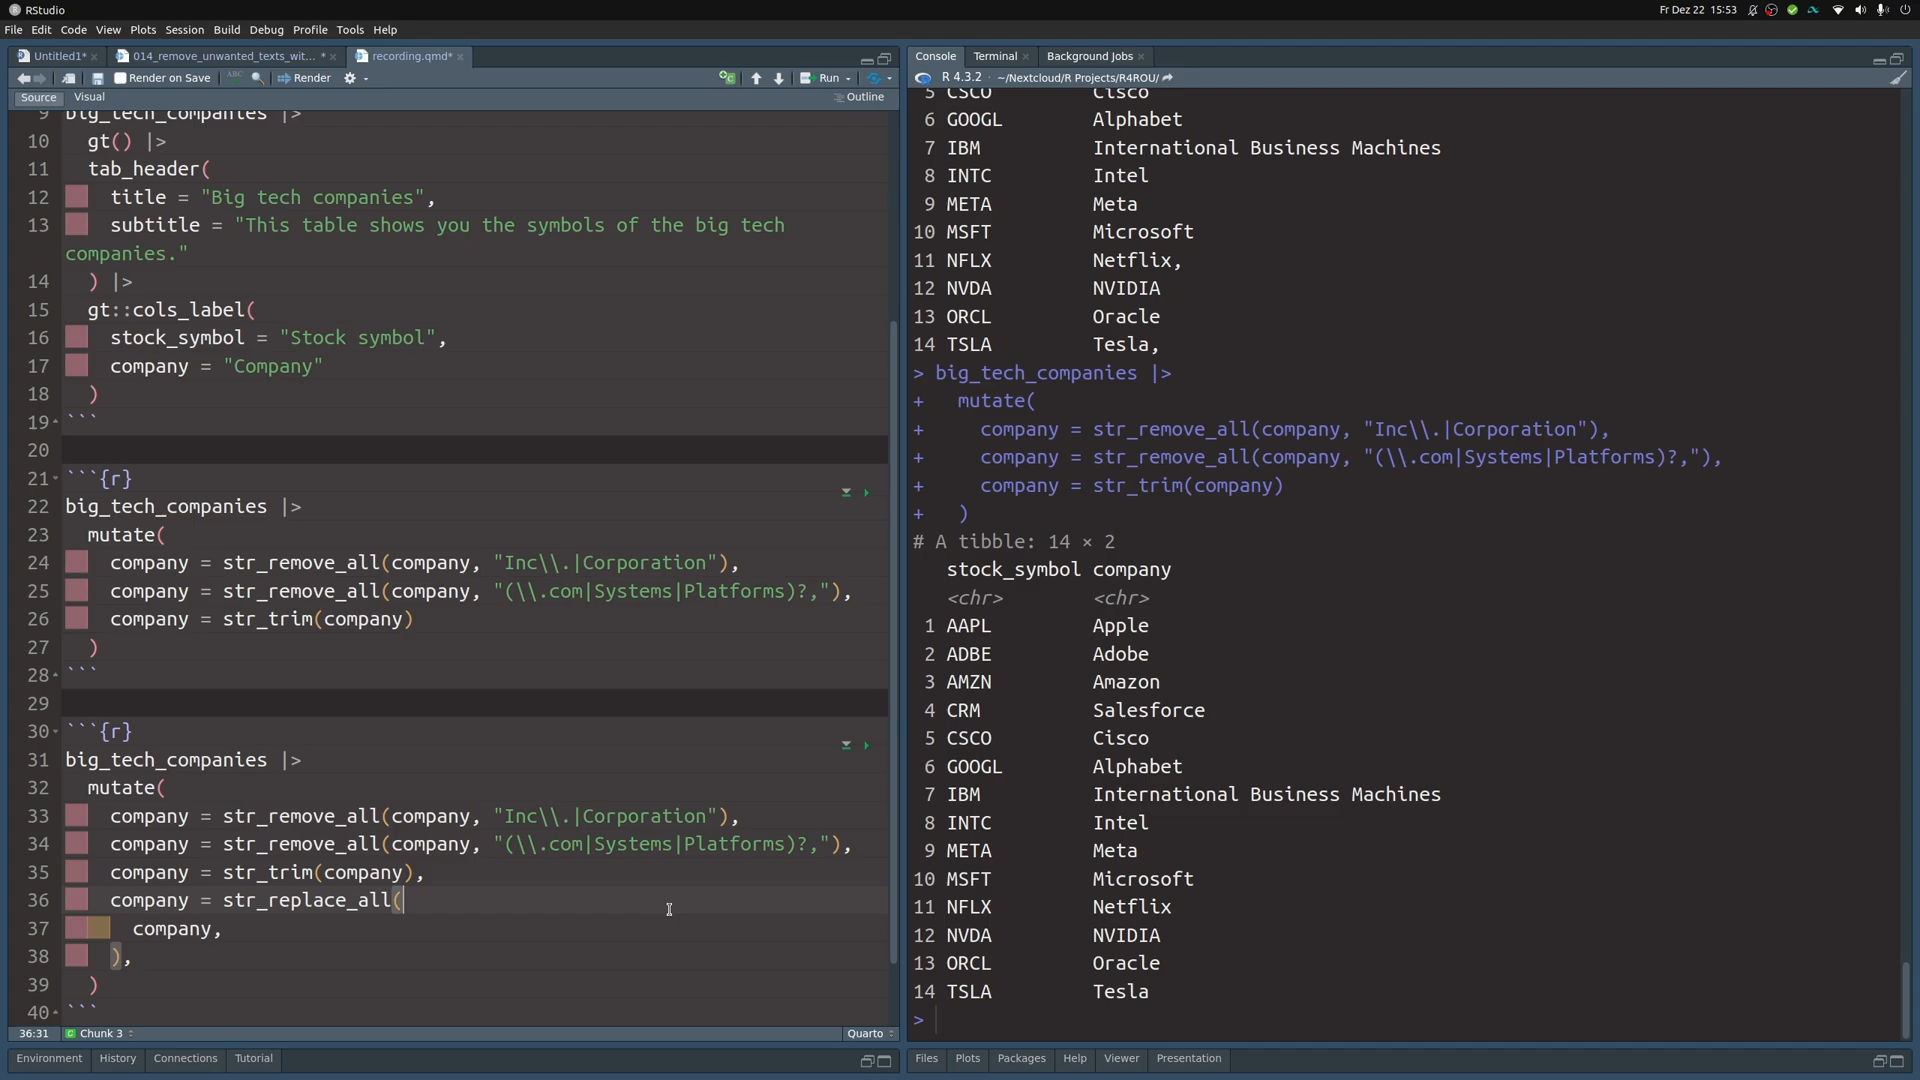 RStudio
Fr Dez 22 15:53
File Edit Code View Plots Session Build Debug Profile Tools Help
Untitled1* 014_remove_unwanted_texts_wit... * recording.qmd*
Render on Save ABC Render Run
Source Visual Outline
9 big_tech_companies |>
10 gt() |>
11 tab_header(
12 title = "Big tech companies",
13 subtitle = "This table shows you the symbols of the big tech
companies."
14 ) |>
15 gt::cols_label(
16 stock_symbol = "Stock symbol",
17 company = "Company"
18 )
19 ```
20
21 ```{r}
22 big_tech_companies |>
23 mutate(
24 company = str_remove_all(company, "Inc\\.|Corporation"),
25 company = str_remove_all(company, "(\\.com|Systems|Platforms)?,"),
26 company = str_trim(company)
27 )
28 ```
29
30 ```{r}
31 big_tech_companies |>
32 mutate(
33 company = str_remove_all(company, "Inc\\.|Corporation"),
34 company = str_remove_all(company, "(\\.com|Systems|Platforms)?,"),
35 company = str_trim(company),
36 company = str_replace_all(
37 company,
38 ),
39 )
40 ```
36:31 Chunk 3 Quarto
Environment History Connections Tutorial
Console Terminal Background Jobs
R 4.3.2 · ~/Nextcloud/R Projects/R4ROU/
5 CSCO Cisco
6 GOOGL Alphabet
7 IBM International Business Machines
8 INTC Intel
9 META Meta
10 MSFT Microsoft
11 NFLX Netflix,
12 NVDA NVIDIA
13 ORCL Oracle
14 TSLA Tesla,
> big_tech_companies |>
+ mutate(
+ company = str_remove_all(company, "Inc\\.|Corporation"),
+ company = str_remove_all(company, "(\\.com|Systems|Platforms)?,"),
+ company = str_trim(company)
+ )
# A tibble: 14 × 2
stock_symbol company
<chr> <chr>
1 AAPL Apple
2 ADBE Adobe
3 AMZN Amazon
4 CRM Salesforce
5 CSCO Cisco
6 GOOGL Alphabet
7 IBM International Business Machines
8 INTC Intel
9 META Meta
10 MSFT Microsoft
11 NFLX Netflix
12 NVDA NVIDIA
13 ORCL Oracle
14 TSLA Tesla
>
Files Plots Packages Help Viewer Presentation